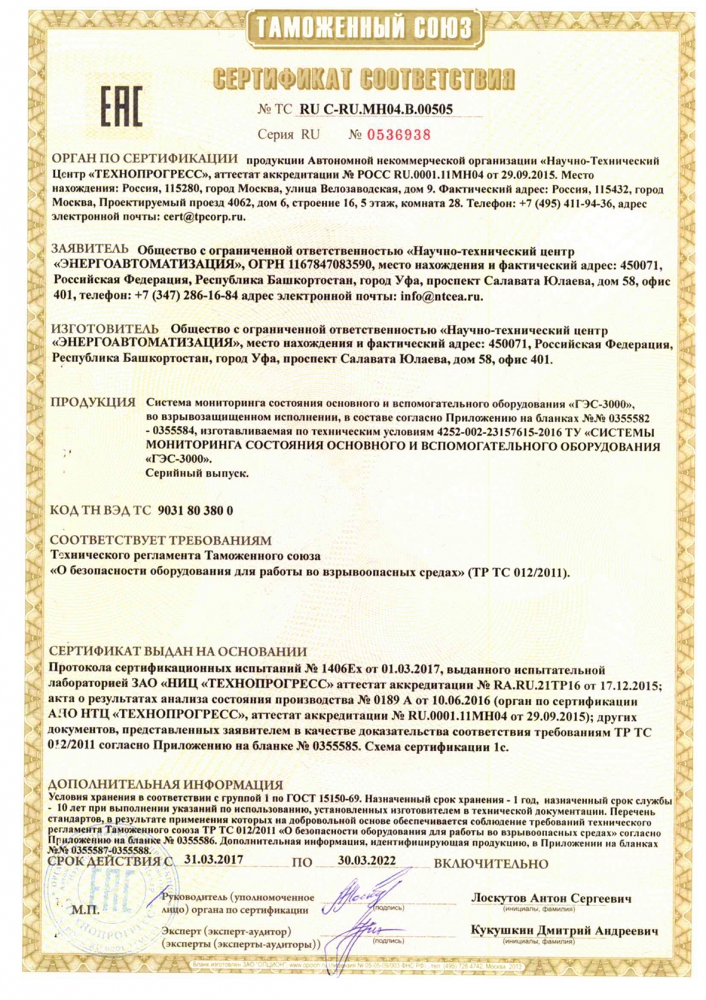 ТАМОЖЕННЫЙ СОЮЗ
СЕРТИФИКАТ СООТВЕТСТВИЯ
ЕАС
№ ТС RU C-RU.МН04.В.00505
Серия RU № 0536938
ОРГАН ПО СЕРТИФИКАЦИИ продукции Автономной некоммерческой организации «Научно-Технический
Центр «ТЕХНОПРОГРЕСС», аттестат аккредитации № РОСС RU.0001.11МН04 от 29.09.2015. Место
нахождения: Россия, 115280, город Москва, улица Велозаводская, дом 9. Фактический адрес: Россия, 115432, город
Москва, Проектируемый проезд 4062, дом 6, строение 16, 5 этаж, комната 28. Телефон: +7 (495) 411-94-36, адрес
электронной почты: cert@tpcorp.ru.
ЗАЯВИТЕЛЬ Общество с ограниченной ответственностью «Научно-технический центр
«ЭНЕРГОАВТОМАТИЗАЦИЯ», ОГРН 1167847083590, место нахождения и фактический адрес: 450071,
Российская Федерация, Республика Башкортостан, город Уфа, проспект Салавата Юлаева, дом 58, офис
401, телефон: +7 (347) 286-16-84 адрес электронной почты: info@ntcea.ru.
ИЗГОТОВИТЕЛЬ Общество с ограниченной ответственностью «Научно-технический центр
«ЭНЕРГОАВТОМАТИЗАЦИЯ», место нахождения и фактический адрес: 450071, Российская Федерация,
Республика Башкортостан, город Уфа, проспект Салавата Юлаева, дом 58, офис 401.
ПРОДУКЦИЯ Система мониторинга состояния основного и вспомогательного оборудования «ГЭС-3000»,
во взрывозащищенном исполнении, в составе согласно Приложению на бланках №№ 0355582
- 0355584, изготавливаемая по техническим условиям 4252-002-23157615-2016 ТУ «СИСТЕМЫ
МОНИТОРИНГА СОСТОЯНИЯ ОСНОВНОГО И ВСПОМОГАТЕЛЬНОГО ОБОРУДОВАНИЯ
«ГЭС-3000».
Серийный выпуск.
КОД ТН ВЭД ТС 9031 80 380 0
СООТВЕТСТВУЕТ ТРЕБОВАНИЯМ
Технического регламента Таможенного союза
«О безопасности оборудования для работы во взрывоопасных средах» (ТР ТС 012/2011).
СЕРТИФИКАТ ВЫДАН НА ОСНОВАНИИ
Протокола сертификационных испытаний № 1406Ex от 01.03.2017, выданного испытательной
лабораторией ЗАО «НИЦ «ТЕХНОПРОГРЕСС» аттестат аккредитации № RA.RU.21ТР16 от 17.12.2015;
акта о результатах анализа состояния производства № 0189 А от 10.06.2016 (орган по сертификации
АНО НТЦ «ТЕХНОПРОГРЕСС», аттестат аккредитации № RU.0001.11МН04 от 29.09.2015); других
документов, представленных заявителем в качестве доказательства соответствия требованиям ТР ТС
012/2011 согласно Приложению на бланке № 0355585. Схема сертификации 1с.
ДОПОЛНИТЕЛЬНАЯ ИНФОРМАЦИЯ
Условия хранения в соответствии с группой 1 по ГОСТ 15150-69. Назначенный срок хранения - 1 год, назначенный срок службы
- 10 лет при выполнении указаний по использованию, установленных изготовителем в технической документации. Перечень
стандартов, в результате применения которых на добровольной основе обеспечивается соблюдение требований технического
регламента Таможенного союза ТР ТС 012/2011 «О безопасности оборудования для работы во взрывоопасных средах» согласно
Приложению на бланке № 0355586. Дополнительная информация, идентифицирующая продукцию, в Приложении на бланках
№№ 0355587-0355588.
СРОК ДЕЙСТВИЯ С 31.03.2017 ПО 30.03.2022 ВКЛЮЧИТЕЛЬНО
М.П.
Руководитель (уполномоченное
лицо) органа по сертификации
(подпись)
Лоскутов Антон Сергеевич
(инициалы, фамилия)
Эксперт (эксперт-аудитор)
(эксперты (эксперты-аудиторы))
(подпись)
Кукушкин Дмитрий Андреевич
(инициалы, фамилия)